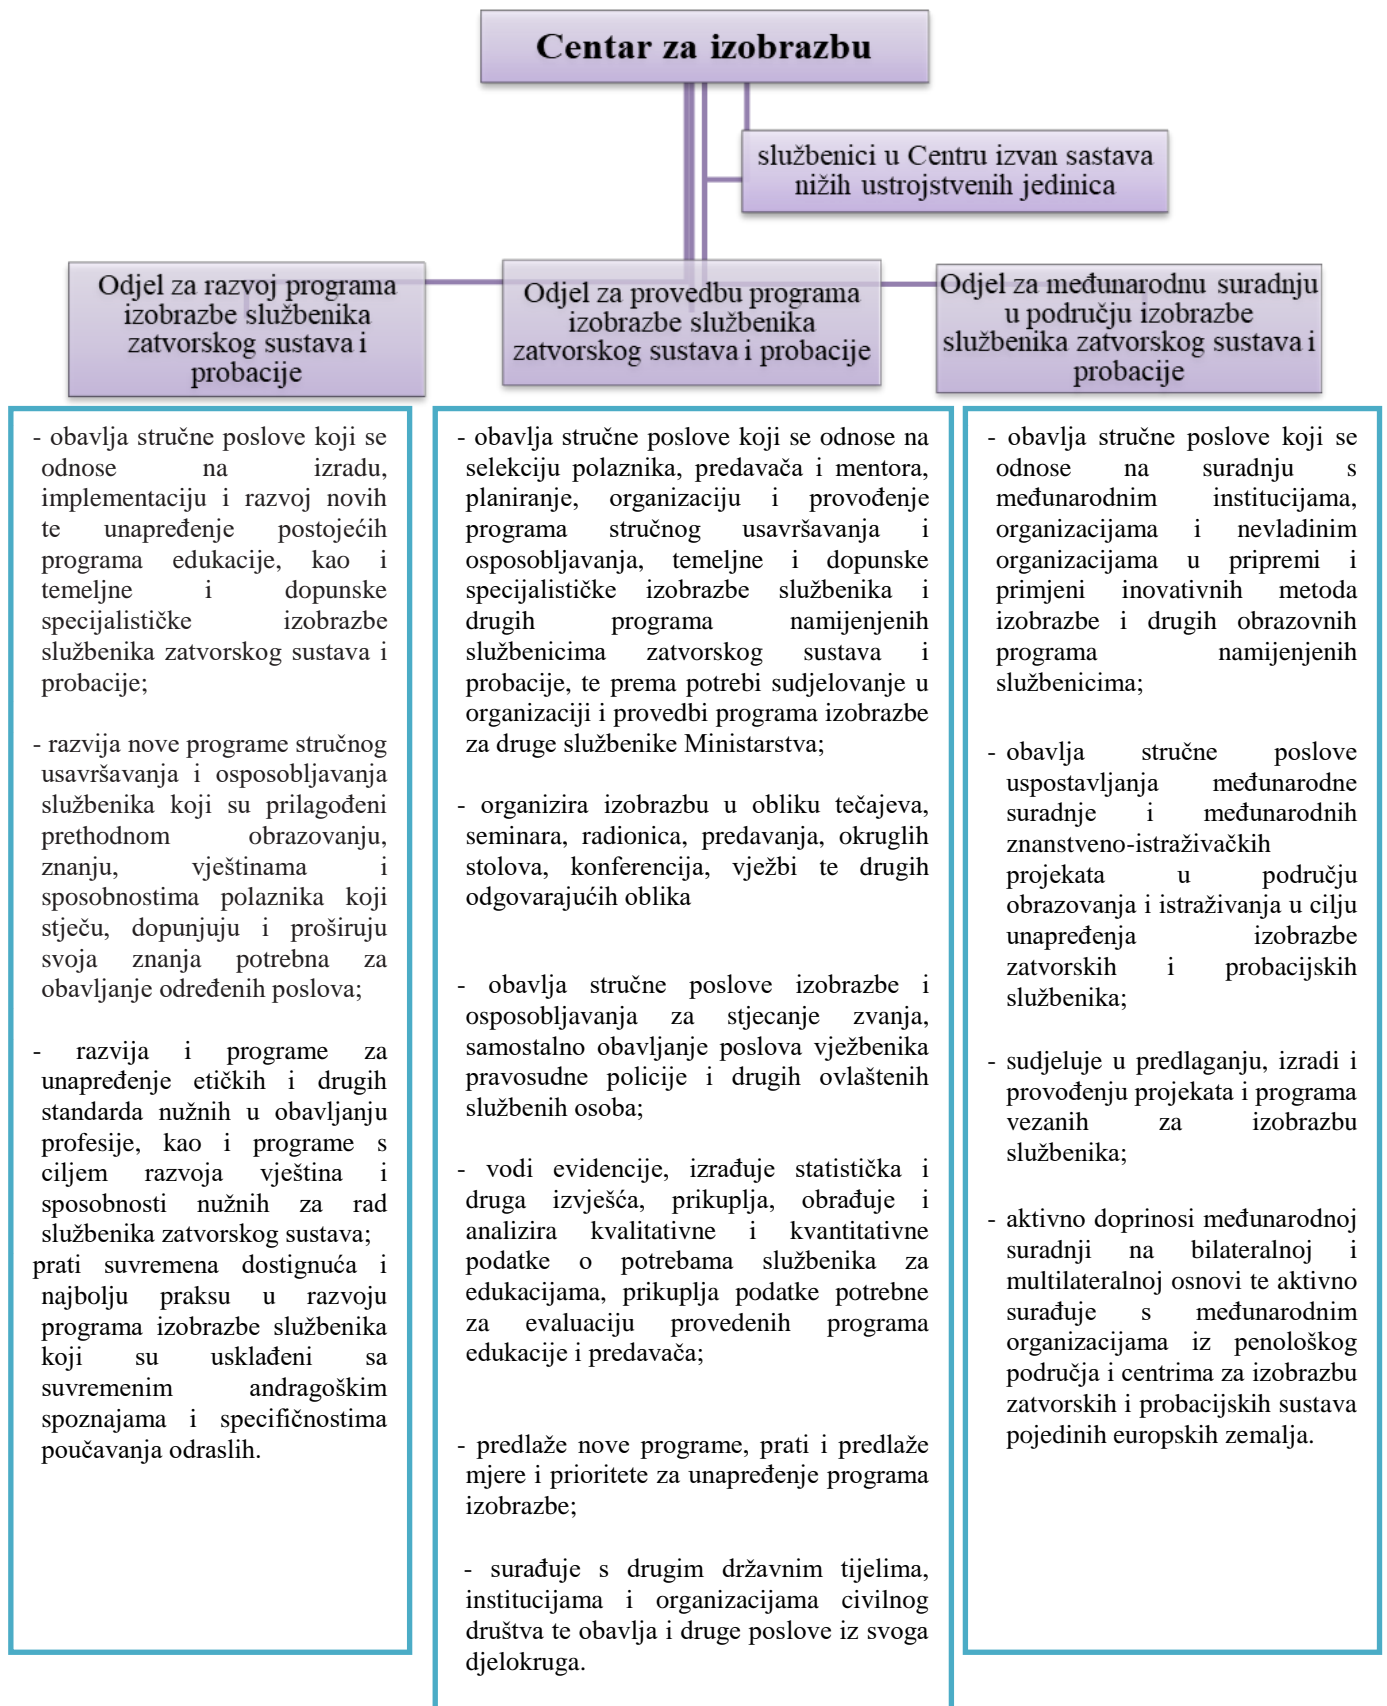 Centar za izobrazbu
službenici u Centru izvan sastava
nižih ustrojstvenih jedinica
Odjel za razvoj programa
izobrazbe službenika
zatvorskog sustava i
probacije
Odjel za provedbu programa
izobrazbe službenika
zatvorskog sustava i probacije
Odjel za međunarodnu suradnju
u području izobrazbe
službenika zatvorskog sustava i
probacije
- obavlja stručne poslove koji se
odnose na izradu,
implementaciju i razvoj novih
te unapređenje postojećih
programa edukacije, kao i
temeljne i dopunske
specijalističke izobrazbe
službenika zatvorskog sustava i
probacije;
- razvija nove programe stručnog
usavršavanja i osposobljavanja
službenika koji su prilagođeni
prethodnom obrazovanju,
znanju, vještinama i
sposobnostima polaznika koji
stječu, dopunjuju i proširuju
svoja znanja potrebna za
obavljanje određenih poslova;
- razvija i programe za
unapređenje etičkih i drugih
standarda nužnih u obavljanju
profesije, kao i programe s
ciljem razvoja vještina i
sposobnosti nužnih za rad
službenika zatvorskog sustava;
prati suvremena dostignuća i
najbolju praksu u razvoju
programa izobrazbe službenika
koji su usklađeni sa
suvremenim andragoškim
spoznajama i specifičnostima
poučavanja odraslih.
- obavlja stručne poslove koji se odnose na
selekciju polaznika, predavača i mentora,
planiranje, organizaciju i provođenje
programa stručnog usavršavanja i
osposobljavanja, temeljne i dopunske
specijalističke izobrazbe službenika i
drugih programa namijenjenih
službenicima zatvorskog sustava i
probacije, te prema potrebi sudjelovanje u
organizaciji i provedbi programa izobrazbe
za druge službenike Ministarstva;
- organizira izobrazbu u obliku tečajeva,
seminara, radionica, predavanja, okruglih
stolova, konferencija, vježbi te drugih
odgovarajućih oblika
- obavlja stručne poslove izobrazbe i
osposobljavanja za stjecanje zvanja,
samostalno obavljanje poslova vježbenika
pravosudne policije i drugih ovlaštenih
službenih osoba;
- vodi evidencije, izrađuje statistička i
druga izvješća, prikuplja, obrađuje i
analizira kvalitativne i kvantitativne
podatke o potrebama službenika za
edukacijama, prikuplja podatke potrebne
za evaluaciju provedenih programa
edukacije i predavača;
- predlaže nove programe, prati i predlaže
mjere i prioritete za unapređenje programa
izobrazbe;
- surađuje s drugim državnim tijelima,
institucijama i organizacijama civilnog
društva te obavlja i druge poslove iz svoga
djelokruga.
- obavlja stručne poslove koji se
odnose na suradnju s
međunarodnim institucijama,
organizacijama i nevladinim
organizacijama u pripremi i
primjeni inovativnih metoda
izobrazbe i drugih obrazovnih
programa namijenjenih
službenicima;
- obavlja stručne poslove
uspostavljanja međunarodne
suradnje i međunarodnih
znanstveno-istraživačkih
projekata u području
obrazovanja i istraživanja u cilju
unapređenja izobrazbe
zatvorskih i probacijskih
službenika;
- sudjeluje u predlaganju, izradi i
provođenju projekata i programa
vezanih za izobrazbu
službenika;
- aktivno doprinosi međunarodnoj
suradnji na bilateralnoj i
multilateralnoj osnovi te aktivno
surađuje s međunarodnim
organizacijama iz penološkog
područja i centrima za izobrazbu
zatvorskih i probacijskih sustava
pojedinih europskih zemalja.